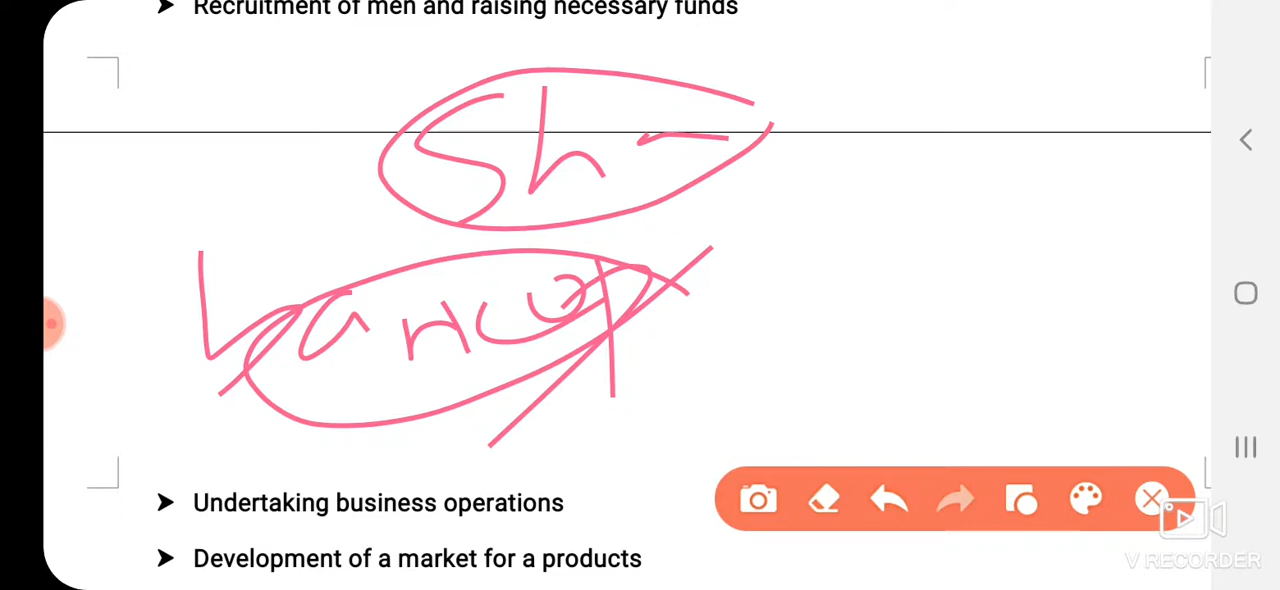 ➤ Recruitment of men and raising necessary funds
Sh
➤ Undertaking business operations
➤ Development of a market for a products
V RECORDER